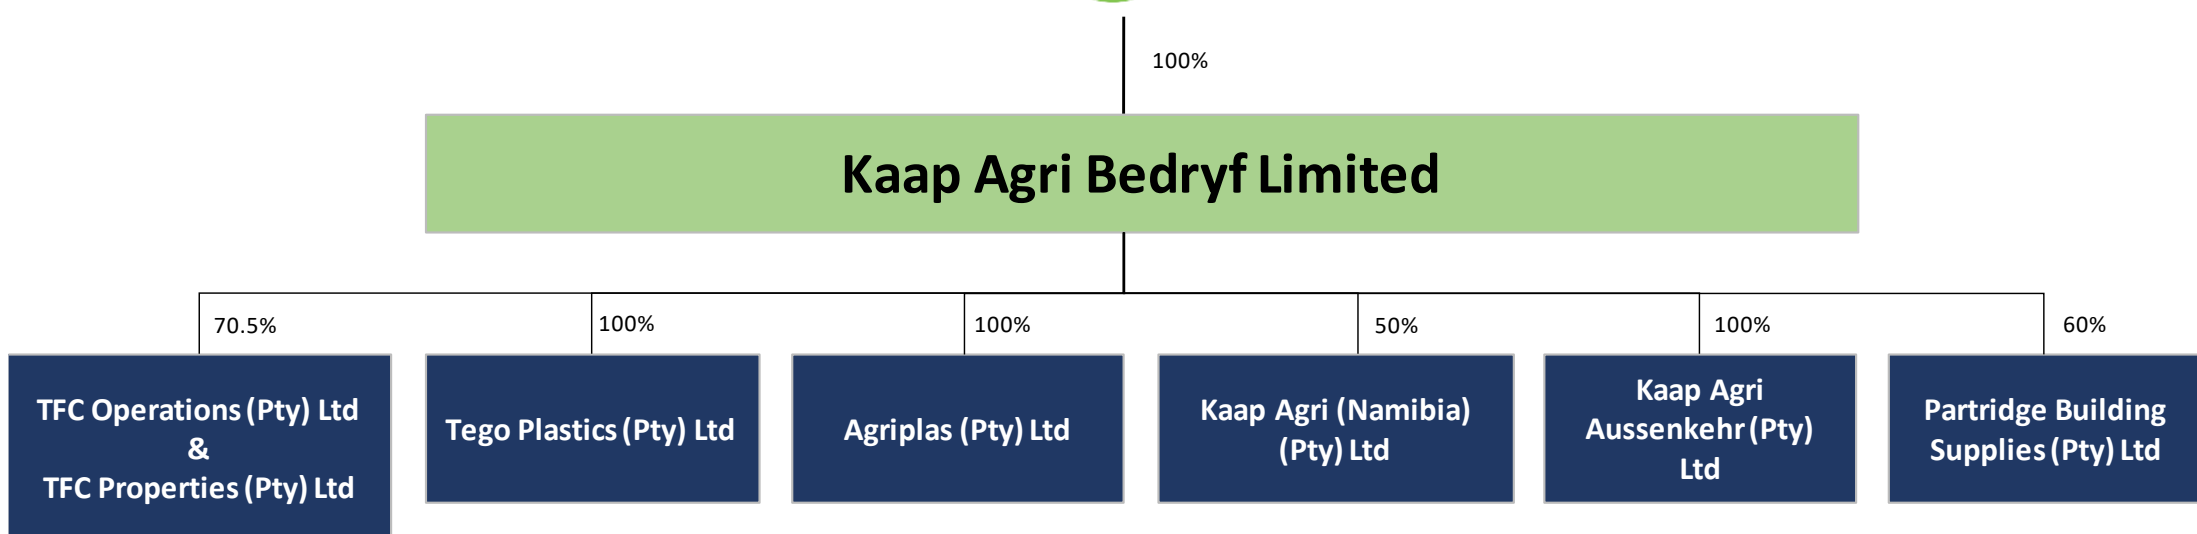 100%
Kaap Agri Bedryf Limited
70.5%
100%
100%
50%
100%
60%
TFC Operations (Pty) Ltd
&
TFC Properties (Pty) Ltd
Tego Plastics (Pty) Ltd
Agriplas (Pty) Ltd
Kaap Agri (Namibia)
(Pty) Ltd
Kaap Agri
Aussenkehr (Pty)
Ltd
Partridge Building
Supplies (Pty) Ltd